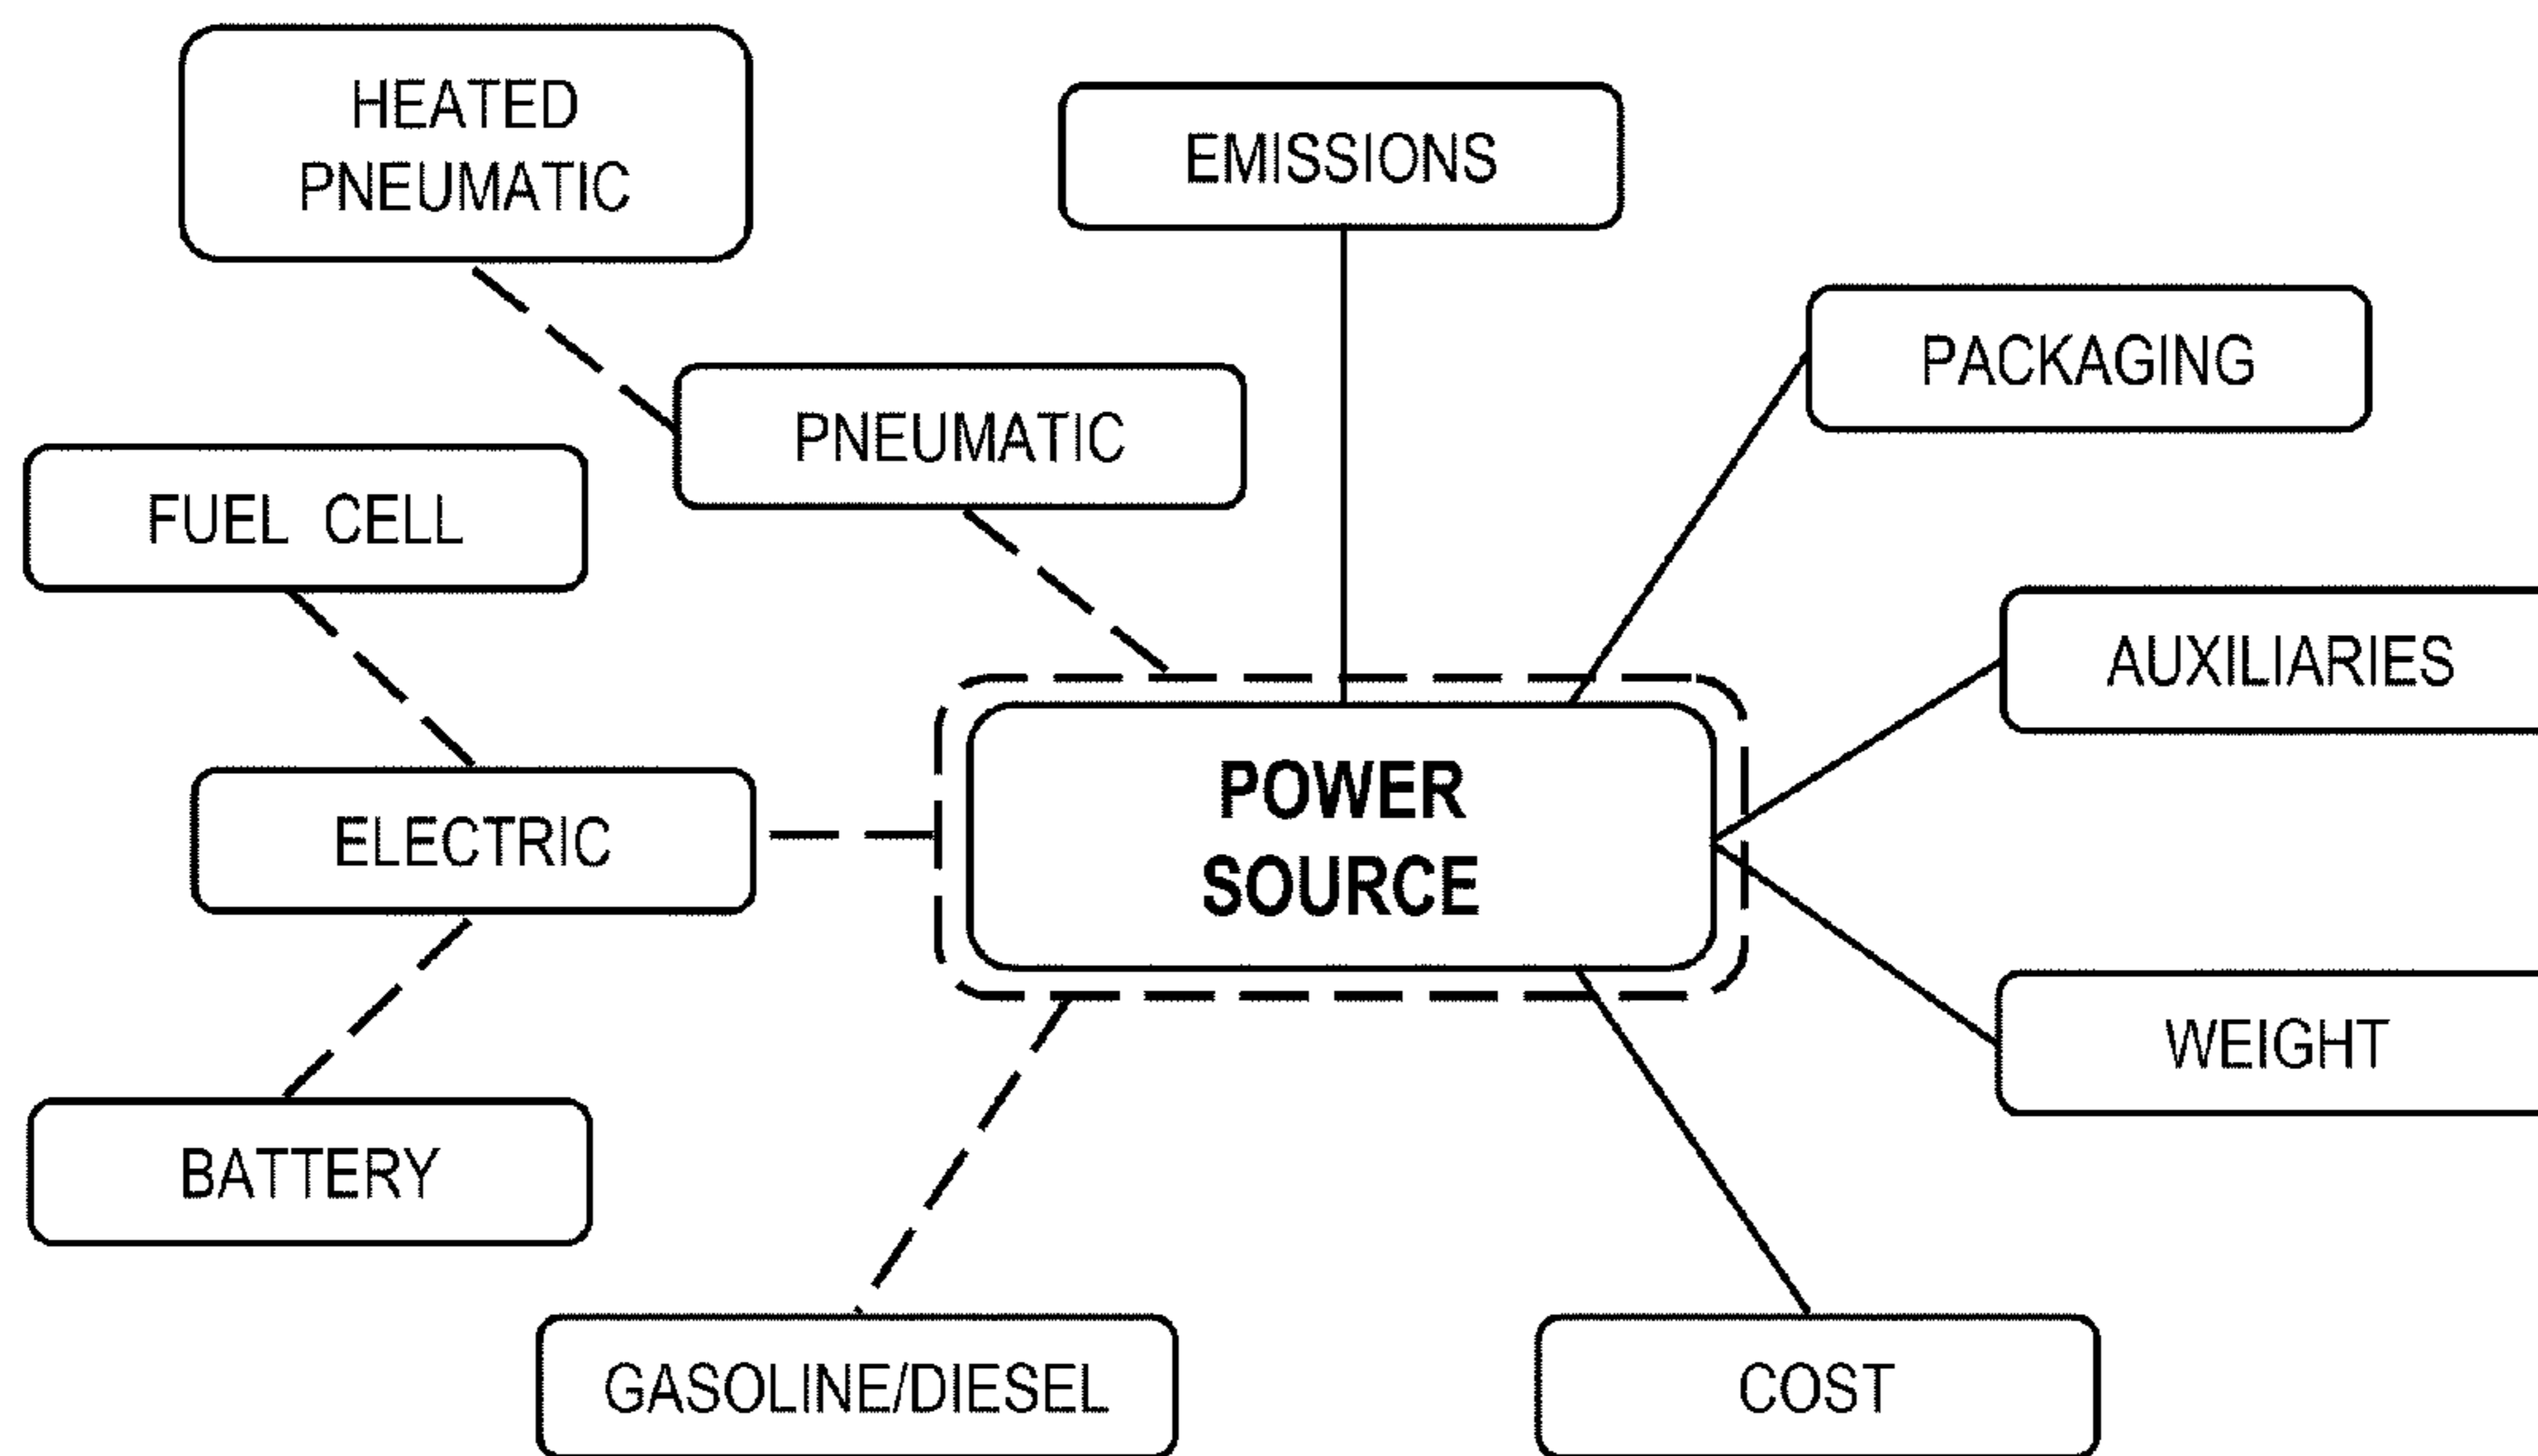 HEATED
PNEUMATIC
EMISSIONS
PACKAGING
PNEUMATIC
FUEL CELL
AUXILIARIES
POWER
SOURCE
ELECTRIC
WEIGHT
BATTERY
GASOLINE/DIESEL
COST